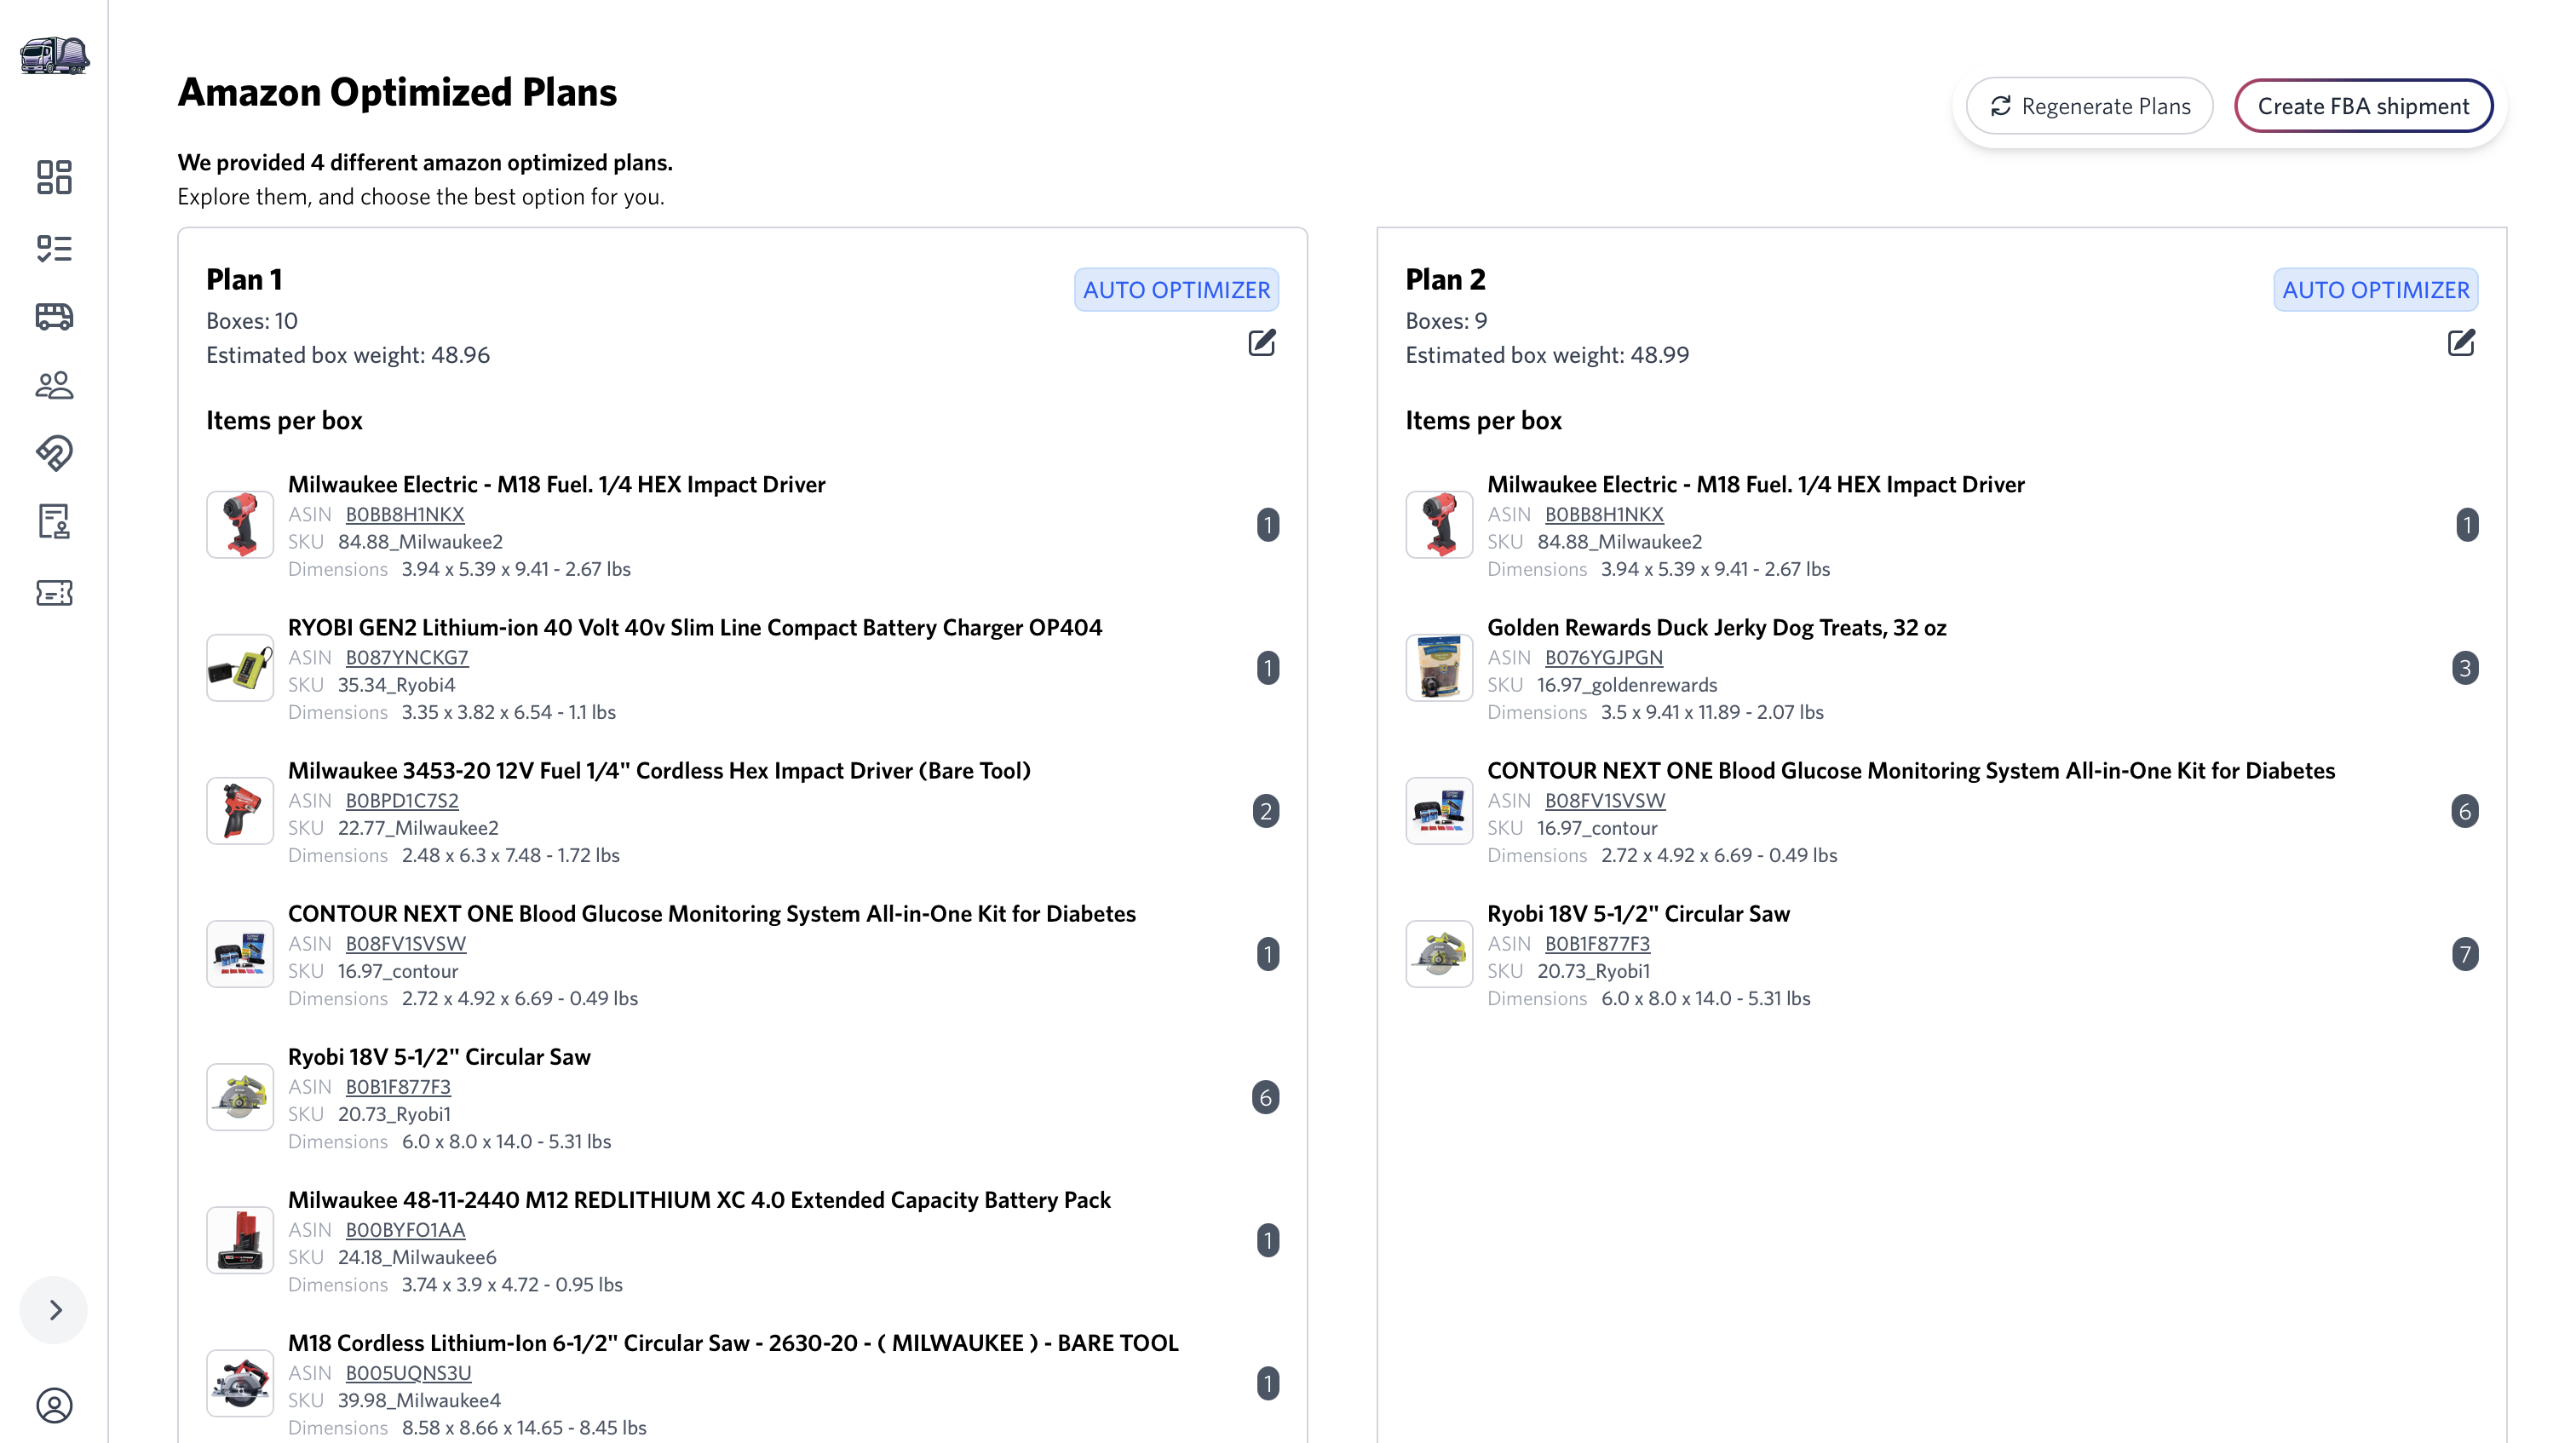 Amazon Optimized Plans
Regenerate Plans
Create FBA shipment
We provided 4 different amazon optimized plans.
Explore them, and choose the best option for you.
Plan 1
AUTO OPTIMIZER
Boxes: 10
Estimated box weight: 48.96
Items per box
Milwaukee Electric - M18 Fuel. 1/4 HEX Impact Driver
ASIN B0BB8H1NKX
1
SKU 84.88_Milwaukee2
Dimensions 3.94 x 5.39 x 9.41 - 2.67 lbs
RYOBI GEN2 Lithium-ion 40 Volt 40v Slim Line Compact Battery Charger OP404
ASIN B087YNCKG7
1
SKU 35.34_Ryobi4
Dimensions 3.35 x 3.82 x 6.54 - 1.1 lbs
Milwaukee 3453-20 12V Fuel 1/4" Cordless Hex Impact Driver (Bare Tool)
ASIN B0BPD1C7S2
2
SKU 22.77_Milwaukee2
Dimensions 2.48 x 6.3 x 7.48 - 1.72 lbs
CONTOUR NEXT ONE Blood Glucose Monitoring System All-in-One Kit for Diabetes
ASIN B08FV1SVSW
1
SKU 16.97_contour
Dimensions 2.72 x 4.92 x 6.69 - 0.49 lbs
Ryobi 18V 5-1/2" Circular Saw
ASIN B0B1F877F3
6
SKU 20.73_Ryobi1
Dimensions 6.0 x 8.0 x 14.0 - 5.31 lbs
Milwaukee 48-11-2440 M12 REDLITHIUM XC 4.0 Extended Capacity Battery Pack
ASIN B00BYFO1AA
1
SKU 24.18_Milwaukee6
Dimensions 3.74 x 3.9 x 4.72 - 0.95 lbs
M18 Cordless Lithium-Ion 6-1/2" Circular Saw - 2630-20 - ( MILWAUKEE ) - BARE TOOL
ASIN B005UQNS3U
1
SKU 39.98_Milwaukee4
Dimensions 8.58 x 8.66 x 14.65 - 8.45 lbs
Plan 2
AUTO OPTIMIZER
Boxes: 9
Estimated box weight: 48.99
Items per box
Milwaukee Electric - M18 Fuel. 1/4 HEX Impact Driver
ASIN B0BB8H1NKX
1
SKU 84.88_Milwaukee2
Dimensions 3.94 x 5.39 x 9.41 - 2.67 lbs
Golden Rewards Duck Jerky Dog Treats, 32 oz
ASIN B076YGJPGN
3
SKU 16.97_goldenrewards
Dimensions 3.5 x 9.41 x 11.89 - 2.07 lbs
CONTOUR NEXT ONE Blood Glucose Monitoring System All-in-One Kit for Diabetes
ASIN B08FV1SVSW
6
SKU 16.97_contour
Dimensions 2.72 x 4.92 x 6.69 - 0.49 lbs
Ryobi 18V 5-1/2" Circular Saw
ASIN B0B1F877F3
7
SKU 20.73_Ryobi1
Dimensions 6.0 x 8.0 x 14.0 - 5.31 lbs